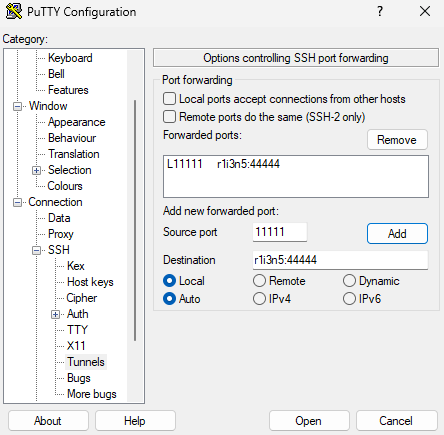 PuTTY Configuration
?
Category:
Keyboard
Bell
Features
Window
Appearance
Behaviour
Translation
Selection
Colours
Connection
Data
Proxy
SSH
Kex
Host keys
Cipher
Auth
TTY
X11
Tunnels
Bugs
More bugs
Options controlling SSH port forwarding
Port forwarding
Local ports accept connections from other hosts
Remote ports do the same (SSH-2 only)
Forwarded ports:
Remove
L11111 r1i3n5:44444
Add new forwarded port:
Source port 11111 Add
Destination r1i3n5:44444
Local Remote Dynamic
Auto IPv4 IPv6
About Help Open Cancel